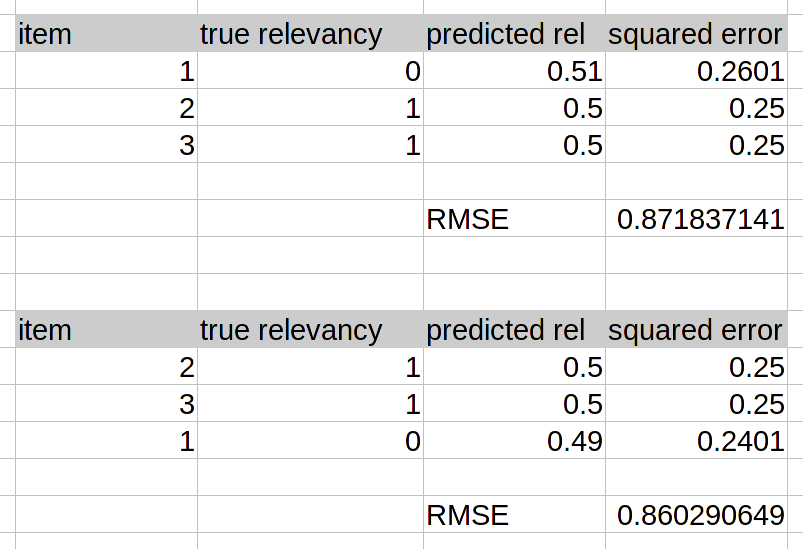 item true relevancy predicted rel squared error
1 0 0.51 0.2601
2 1 0.5 0.25
3 1 0.5 0.25
RMSE 0.871837141
item true relevancy predicted rel squared error
2 1 0.5 0.25
3 1 0.5 0.25
1 0 0.49 0.2401
RMSE 0.860290649